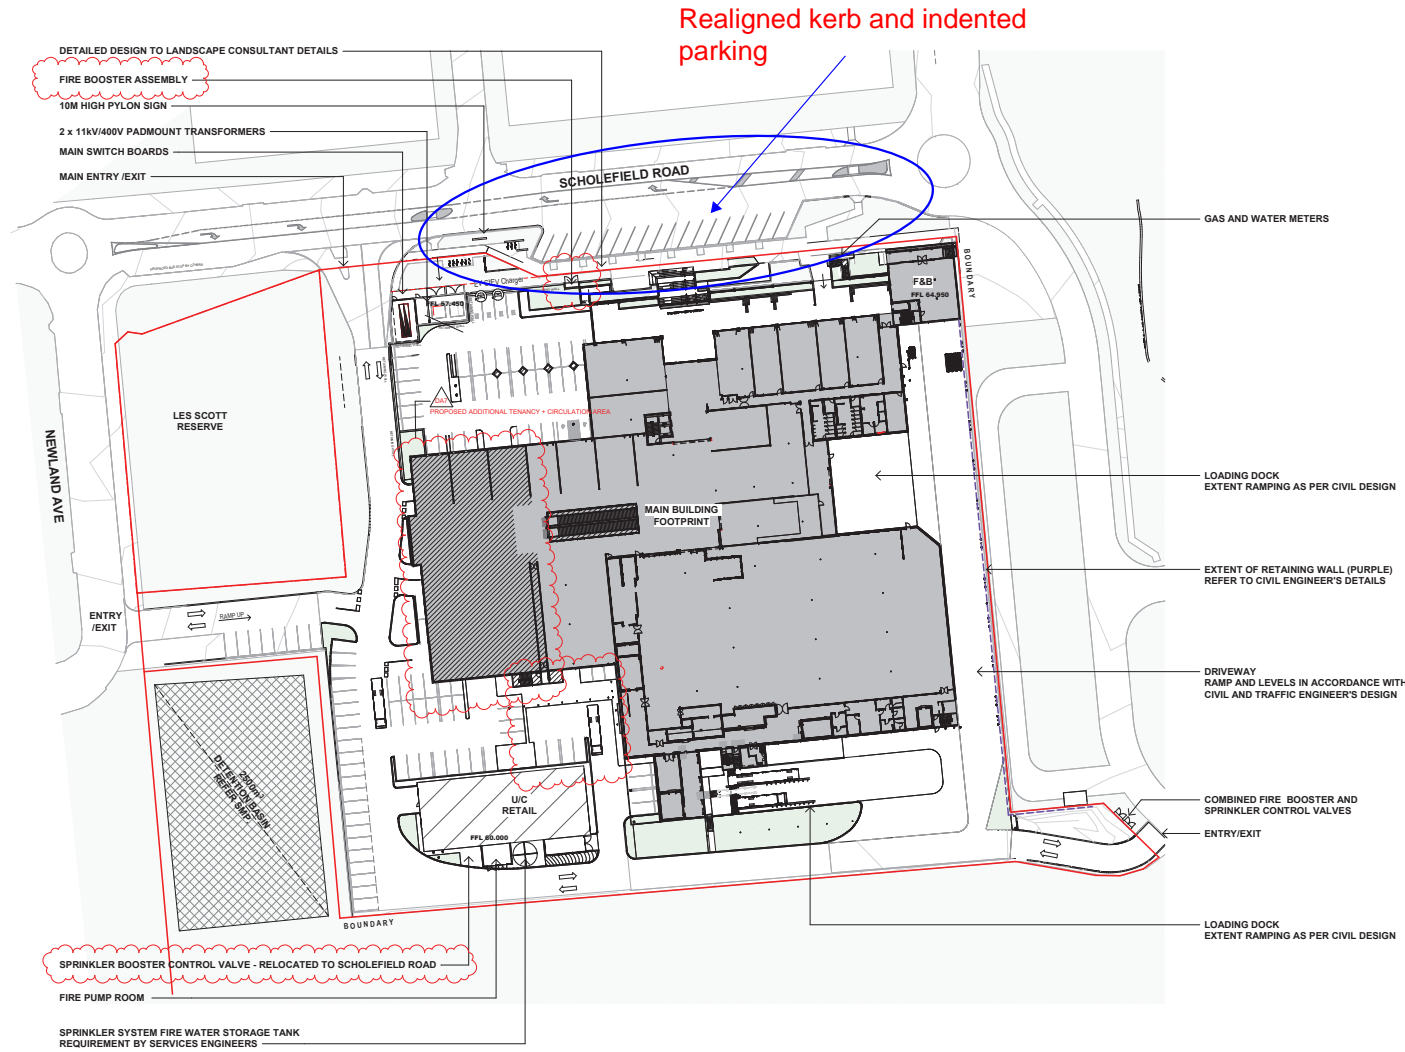 Realigned kerb and indented
parking
DETAILED DESIGN TO LANDSCAPE CONSULTANT DETAILS
FIRE BOOSTER ASSEMBLY
10M HIGH PYLON SIGN
2 x 11kV/400V PADMOUNT TRANSFORMERS
MAIN SWITCH BOARDS
MAIN ENTRY /EXIT
SCHOLEFIELD ROAD
GAS AND WATER METERS
BOUNDARY
F&B*
FFL 64.950
FFL 57.450
EV Charger
LES SCOTT
RESERVE
NEWLAND AVE
DA7
PROPOSED ADDITIONAL TENANCY + CIRCULATION AREA
LOADING DOCK
EXTENT RAMPING AS PER CIVIL DESIGN
MAIN BUILDING
FOOTPRINT
EXTENT OF RETAINING WALL (PURPLE)
REFER TO CIVIL ENGINEER'S DETAILS
ENTRY
/EXIT
RAMP UP
DRIVEWAY
RAMP AND LEVELS IN ACCORDANCE WITH
CIVIL AND TRAFFIC ENGINEER'S DESIGN
2500m³
DETENTION BASIN
REFER SMP
U/C
RETAIL
FFL 60.000
COMBINED FIRE BOOSTER AND
SPRINKLER CONTROL VALVES
ENTRY/EXIT
BOUNDARY
LOADING DOCK
EXTENT RAMPING AS PER CIVIL DESIGN
SPRINKLER BOOSTER CONTROL VALVE - RELOCATED TO SCHOLEFIELD ROAD
FIRE PUMP ROOM
SPRINKLER SYSTEM FIRE WATER STORAGE TANK
REQUIREMENT BY SERVICES ENGINEERS